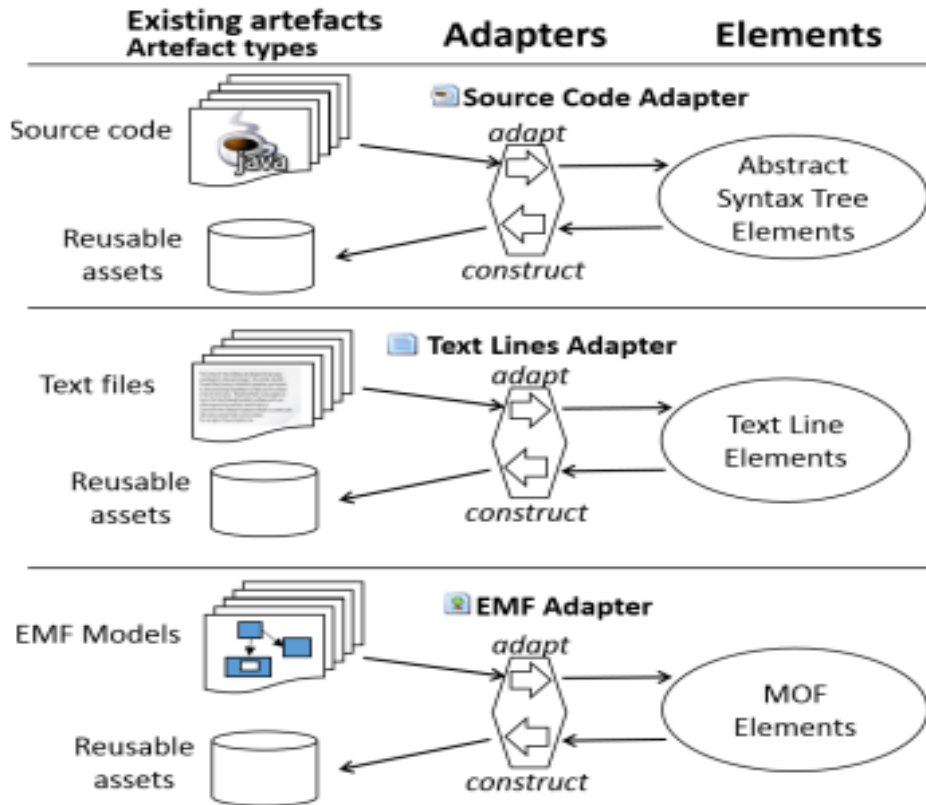 Existing artefacts
Artefact types
Adapters
Elements
Source code
Java
Source Code Adapter
adapt
construct
Abstract
Syntax Tree
Elements
Reusable
assets
Text files
Text Lines Adapter
adapt
construct
Text Line
Elements
Reusable
assets
EMF Models
EMF Adapter
adapt
construct
MOF
Elements
Reusable
assets